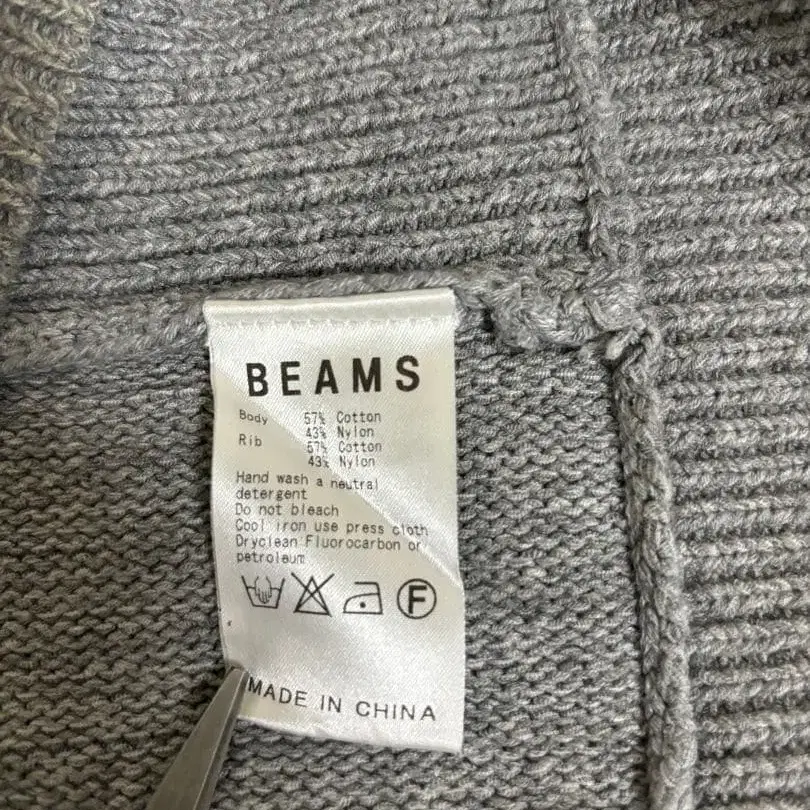 BEAMS
Body 57% Cotton
43% Nylon
Rib 57% Cotton
43% Nylon
Hand wash a neutral
detergent
Do not bleach
Cool iron use press cloth
Dryclean Fluorocarbon or
petroleum
F
MADE IN CHINA